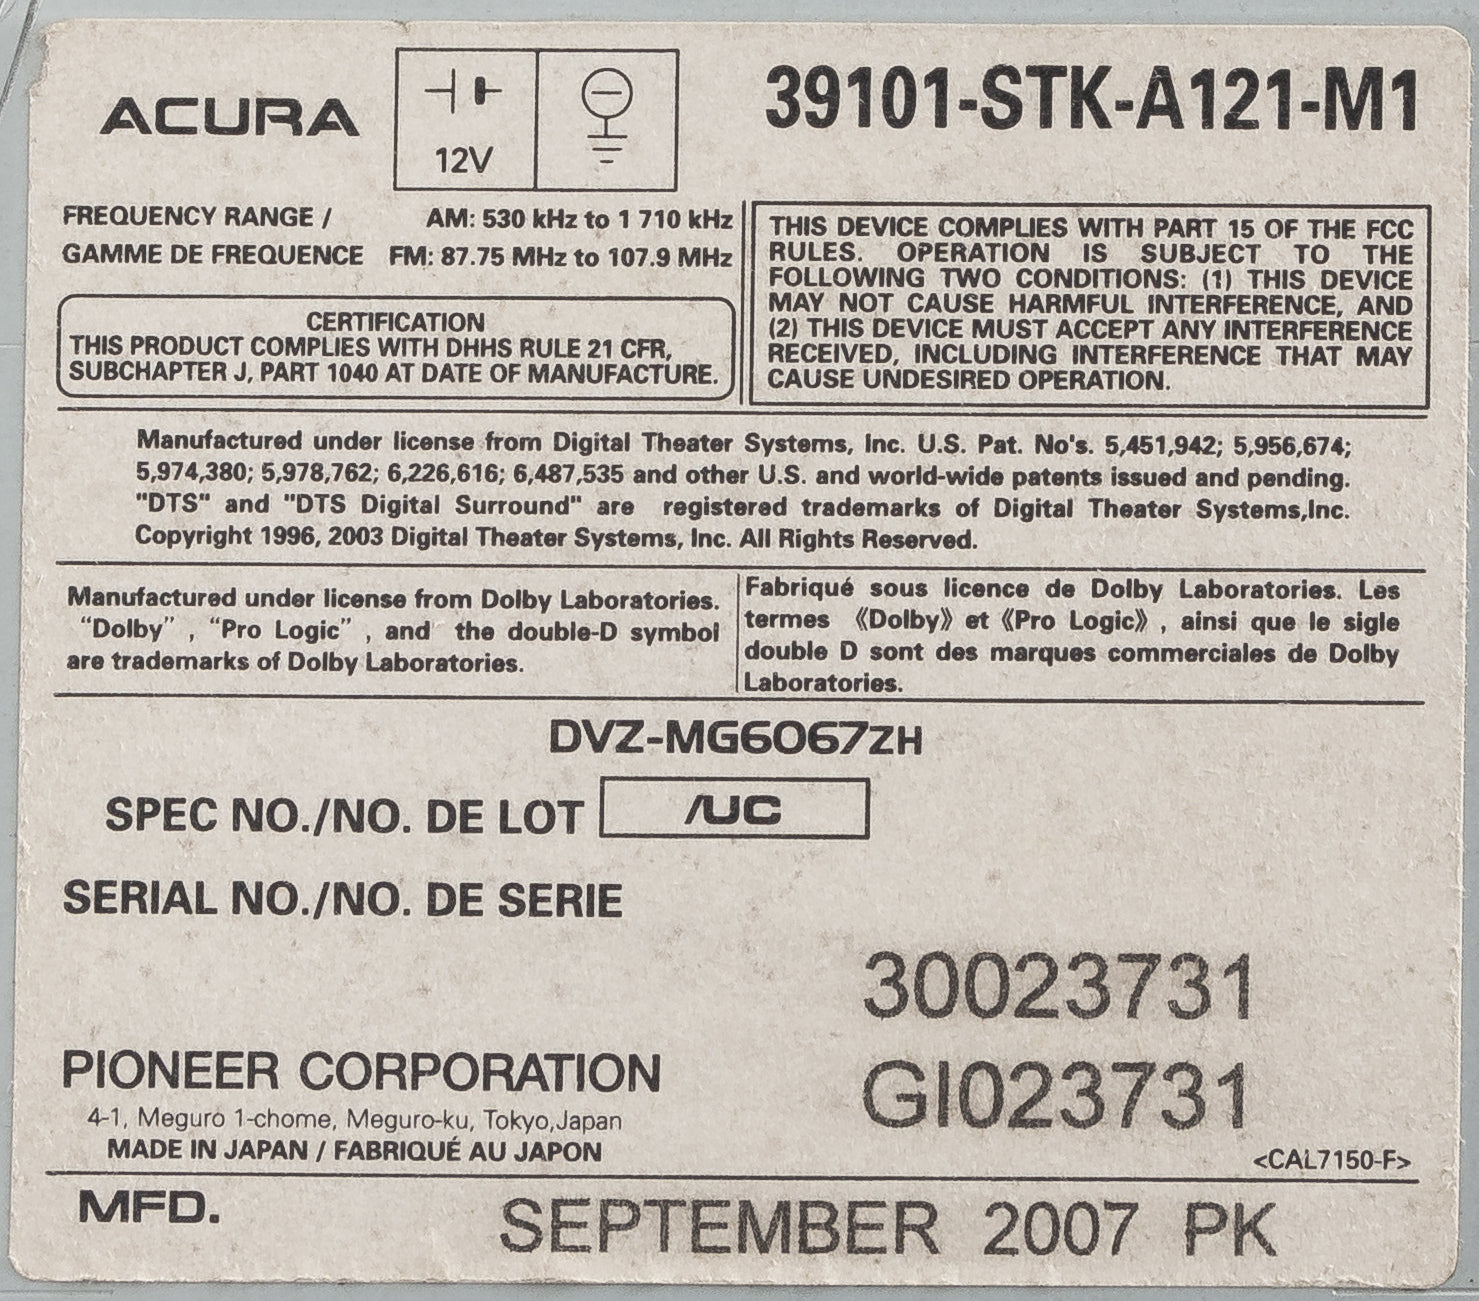 ACURA
12V
39101-STK-A121-M1
FREQUENCY RANGE / AM: 530 kHz to 1 710 kHz
GAMME DE FREQUENCE FM: 87.75 MHz to 107.9 MHz
CERTIFICATION
THIS PRODUCT COMPLIES WITH DHHS RULE 21 CFR,
SUBCHAPTER J, PART 1040 AT DATE OF MANUFACTURE.
THIS DEVICE COMPLIES WITH PART 15 OF THE FCC
RULES. OPERATION IS SUBJECT TO THE
FOLLOWING TWO CONDITIONS: (1) THIS DEVICE
MAY NOT CAUSE HARMFUL INTERFERENCE, AND
(2) THIS DEVICE MUST ACCEPT ANY INTERFERENCE
RECEIVED, INCLUDING INTERFERENCE THAT MAY
CAUSE UNDESIRED OPERATION.
Manufactured under license from Digital Theater Systems, Inc. U.S. Pat. No's. 5,451,942; 5,956,674;
5,974,380; 5,978,762; 6,226,616; 6,487,535 and other U.S. and world-wide patents issued and pending.
"DTS" and "DTS Digital Surround" are registered trademarks of Digital Theater Systems,Inc.
Copyright 1996, 2003 Digital Theater Systems, Inc. All Rights Reserved.
Manufactured under license from Dolby Laboratories.
“Dolby” , “Pro Logic” , and the double-D symbol
are trademarks of Dolby Laboratories.
Fabriqué sous licence de Dolby Laboratories. Les
termes 《Dolby》 et 《Pro Logic》 , ainsi que le sigle
double D sont des marques commerciales de Dolby
Laboratories.
DVZ-MG6067ZH
SPEC NO./NO. DE LOT /UC
SERIAL NO./NO. DE SERIE
30023731
GI023731
PIONEER CORPORATION
4-1, Meguro 1-chome, Meguro-ku, Tokyo,Japan
MADE IN JAPAN / FABRIQUÉ AU JAPON
<CAL7150-F>
MFD. SEPTEMBER 2007 PK